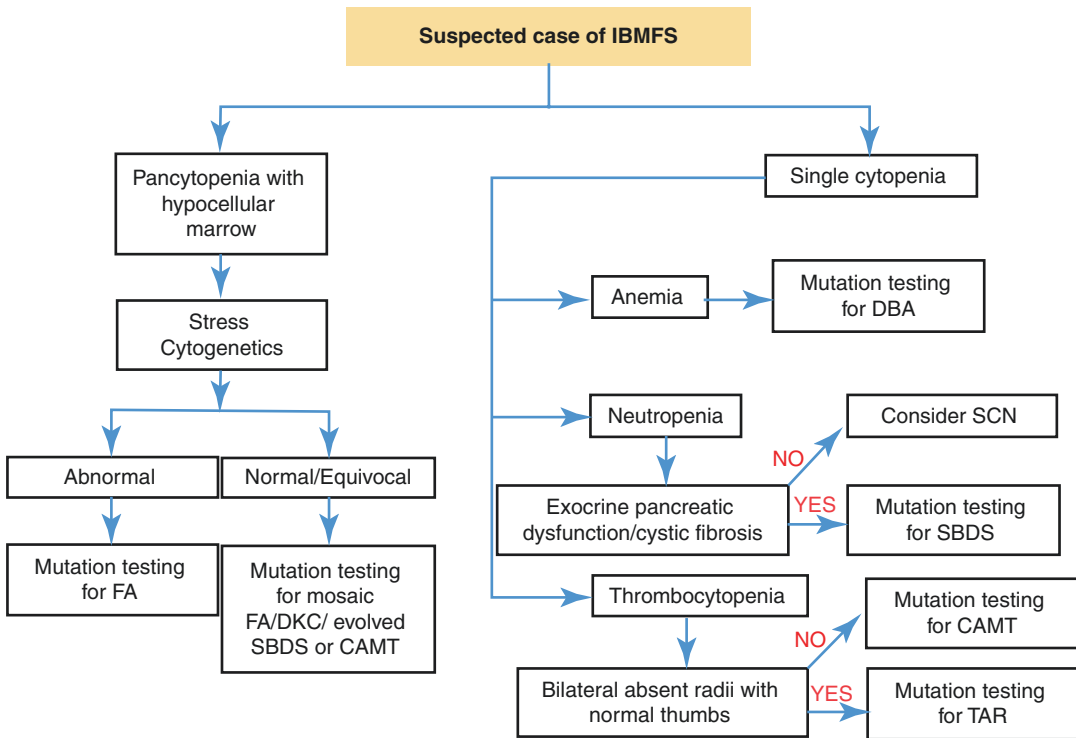 Suspected case of IBMFS
Pancytopenia with
hypocellular
marrow
Stress
Cytogenetics
Abnormal
Normal/Equivocal
Mutation testing
for FA
Mutation testing
for mosaic
FA/DKC/ evolved
SBDS or CAMT
Single cytopenia
Anemia
Mutation testing
for DBA
Neutropenia
Exocrine pancreatic
dysfunction/cystic fibrosis
NO
Consider SCN
YES
Mutation testing
for SBDS
Thrombocytopenia
Bilateral absent radii with
normal thumbs
NO
Mutation testing
for CAMT
YES
Mutation testing
for TAR